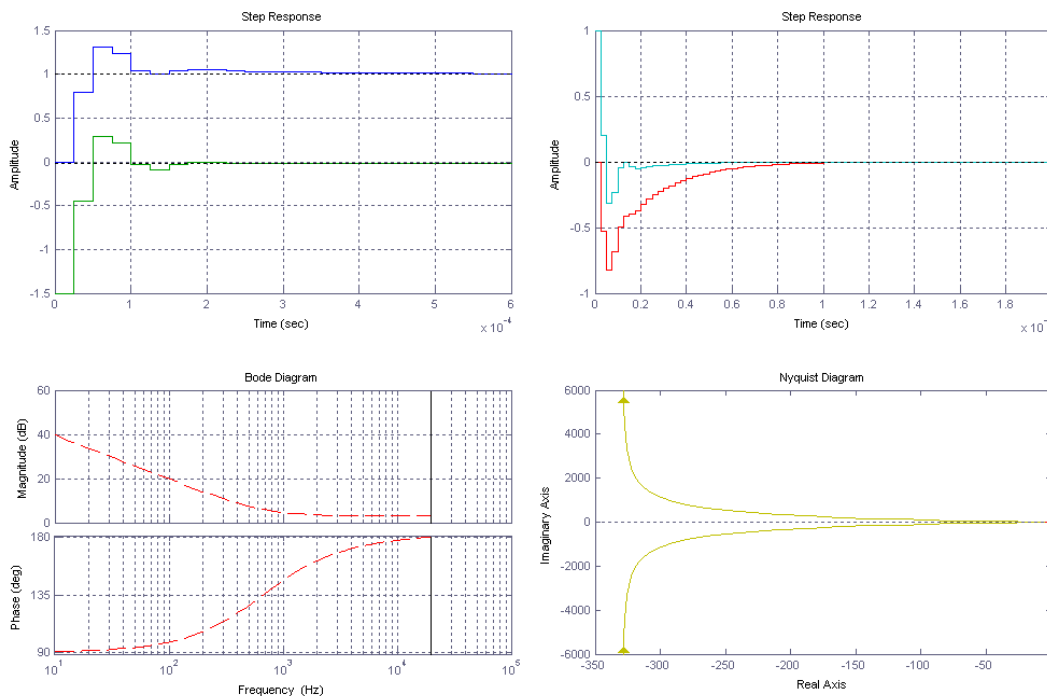 Step Response
1.5
1
0.5
0
-0.5
-1
-1.5
Amplitude
0 1 2 3 4 5 6
x 10^-4
Time (sec)
Step Response
1
0.5
0
-0.5
-1
Amplitude
0 0.2 0.4 0.6 0.8 1 1.2 1.4 1.6 1.8
x 10^-
Time (sec)
Bode Diagram
60
40
20
0
Magnitude (dB)
180
135
90
Phase (deg)
10^1 10^2 10^3 10^4 10^5
Frequency (Hz)
Nyquist Diagram
6000
4000
2000
0
-2000
-4000
-6000
Imaginary Axis
-350 -300 -250 -200 -150 -100 -50
Real Axis